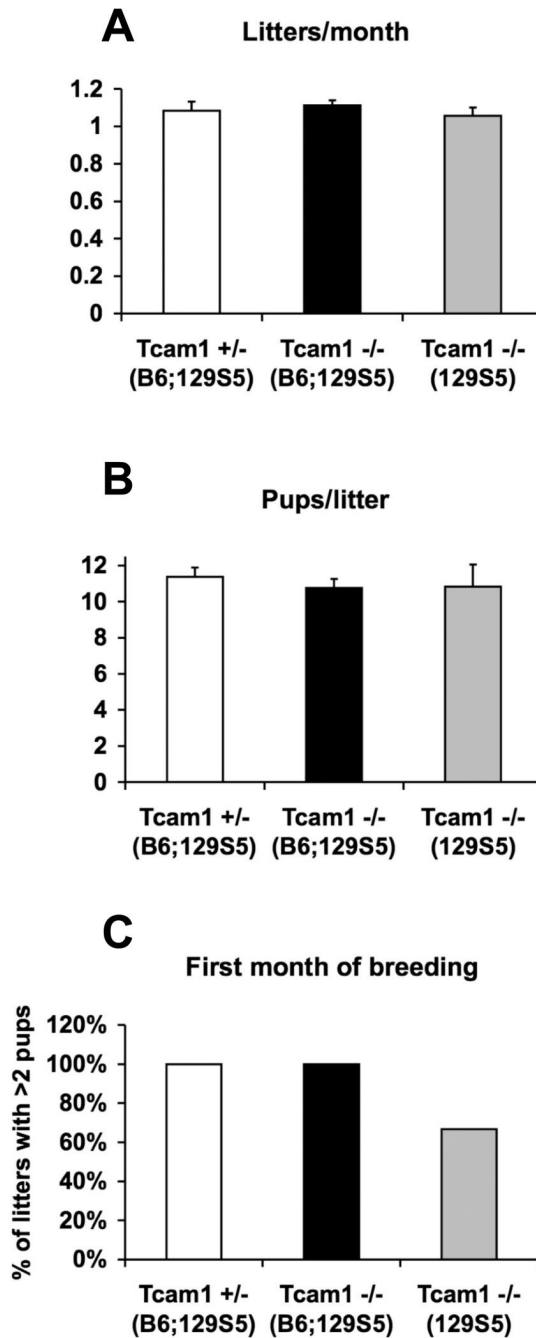 A
Litters/month
1.2
1
0.8
0.6
0.4
0.2
0
Tcam1 +/-
(B6;129S5)
Tcam1 -/-
(B6;129S5)
Tcam1 -/-
(129S5)
B
Pups/litter
12
10
8
6
4
2
0
Tcam1 +/-
(B6;129S5)
Tcam1 -/-
(B6;129S5)
Tcam1 -/-
(129S5)
C
First month of breeding
% of litters with >2 pups
120%
100%
80%
60%
40%
20%
0%
Tcam1 +/-
(B6;129S5)
Tcam1 -/-
(B6;129S5)
Tcam1 -/-
(129S5)